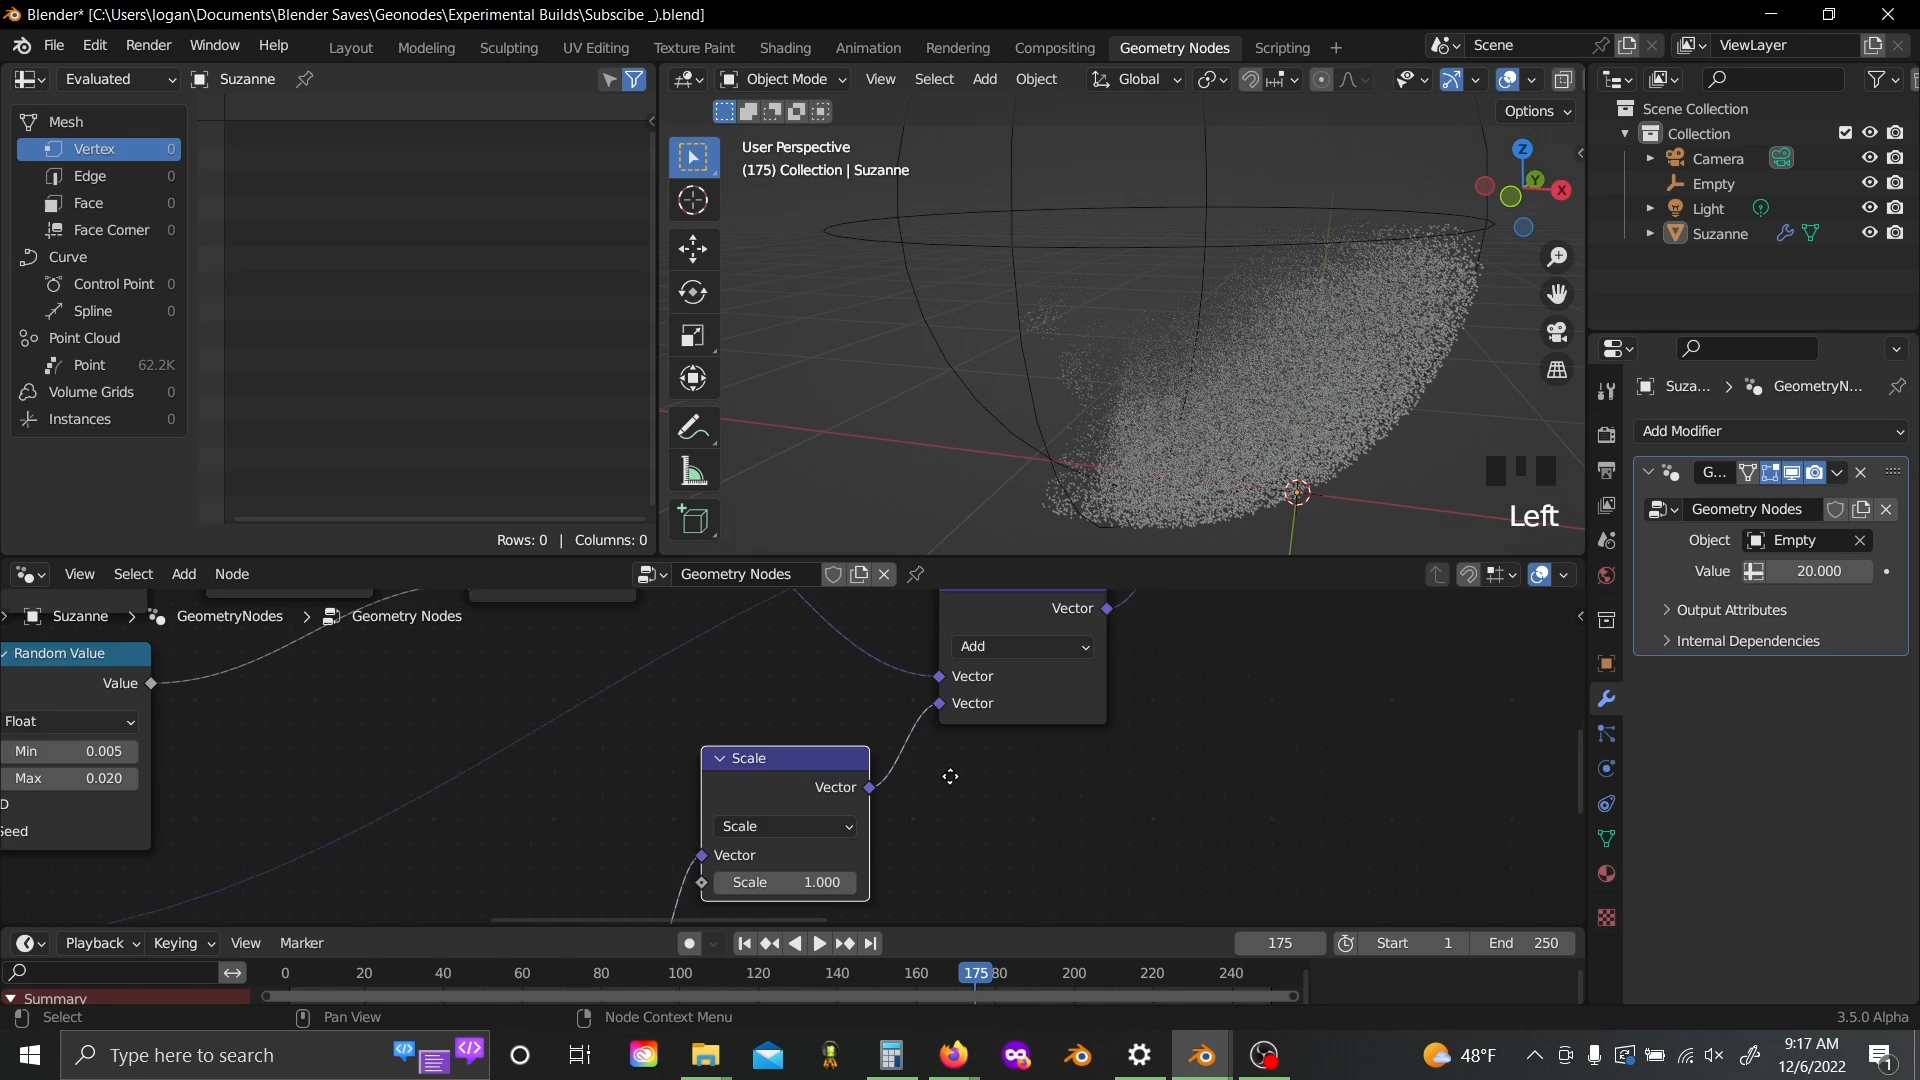 Blender* [C:\Users\logan\Documents\Blender Saves\Geonodes\Experimental Builds\Subscibe _).blend]
File Edit Render Window Help
Layout Modeling Sculpting UV Editing Texture Paint Shading Animation Rendering Compositing Geometry Nodes Scripting +
Scene
ViewLayer
Evaluated
Suzanne
Mesh
Vertex 0
Edge 0
Face 0
Face Corner 0
Curve
Control Point 0
Spline 0
Point Cloud
Point 62.2K
Volume Grids 0
Instances 0
Rows: 0 | Columns: 0
Object Mode View Select Add Object
Global
Options
User Perspective
(175) Collection | Suzanne
Z
Y
X
Left
Scene Collection
Collection
Camera
Empty
Light
Suzanne
Suza... > GeometryN...
Add Modifier
G...
Geometry Nodes
Object Empty
Value 20.000
Output Attributes
Internal Dependencies
View Select Add Node
Geometry Nodes
Suzanne > GeometryNodes > Geometry Nodes
Random Value
Value
Float
Min 0.005
Max 0.020
D
Seed
Vector
Add
Vector
Vector
Scale
Vector
Scale
Vector
Scale 1.000
Playback Keying View Marker
175
Start 1
End 250
0 20 40 60 80 100 120 140 160 175 80 200 220 240
Summary
Select
Pan View
Node Context Menu
3.5.0 Alpha
Type here to search
48°F
9:17 AM
12/6/2022
1